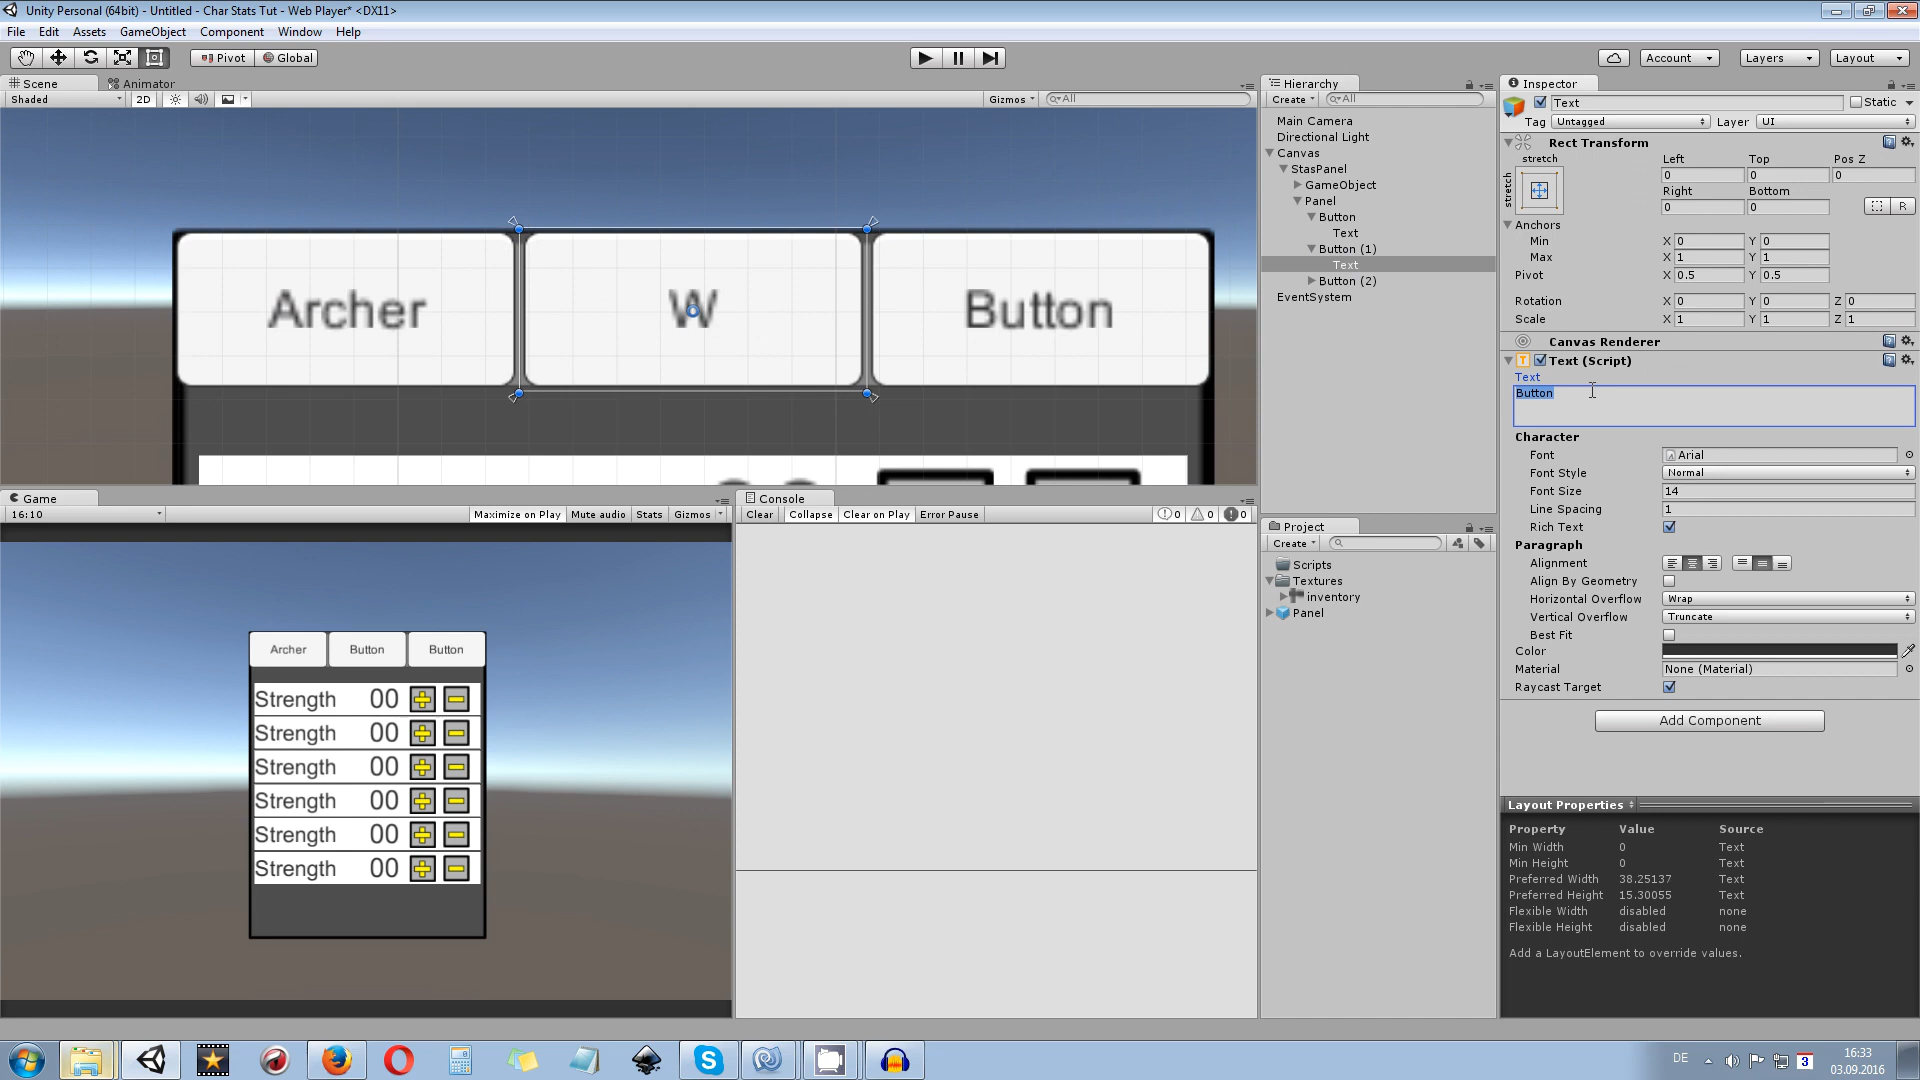 Unity Personal (64bit) - Untitled - Char Stats Tut - Web Player* <DX11>
File Edit Assets GameObject Component Window Help
Pivot Global Account Layers Layout
Scene Animator
Shaded 2D Gizmos All
Archer W Button
Hierarchy
Create All
Main Camera
Directional Light
Canvas
StasPanel
GameObject
Panel
Button
Text
Button (1)
Text
Button (2)
EventSystem
Inspector
Text Static
Tag Untagged Layer UI
Rect Transform
stretch Left Top Pos Z
stretch 0 0 0
Right Bottom
0 0 R
Anchors
Min X 0 Y 0
Max X 1 Y 1
Pivot X 0.5 Y 0.5
Rotation X 0 Y 0 Z 0
Scale X 1 Y 1 Z 1
Canvas Renderer
Text (Script)
Text
Button
Character
Font Arial
Font Style Normal
Font Size 14
Line Spacing 1
Rich Text
Paragraph
Alignment
Align By Geometry
Horizontal Overflow Wrap
Vertical Overflow Truncate
Best Fit
Color
Material None (Material)
Raycast Target
Add Component
Layout Properties
Property Value Source
Min Width 0 Text
Min Height 0 Text
Preferred Width 38.25137 Text
Preferred Height 15.30055 Text
Flexible Width disabled none
Flexible Height disabled none
Add a LayoutElement to override values.
Game
16:10 Maximize on Play Mute audio Stats Gizmos
Archer Button Button
Strength 00
Strength 00
Strength 00
Strength 00
Strength 00
Strength 00
Console
Clear Collapse Clear on Play Error Pause 0 0 0
Project
Create
Scripts
Textures
inventory
Panel
DE 3 16:33
03.09.2016